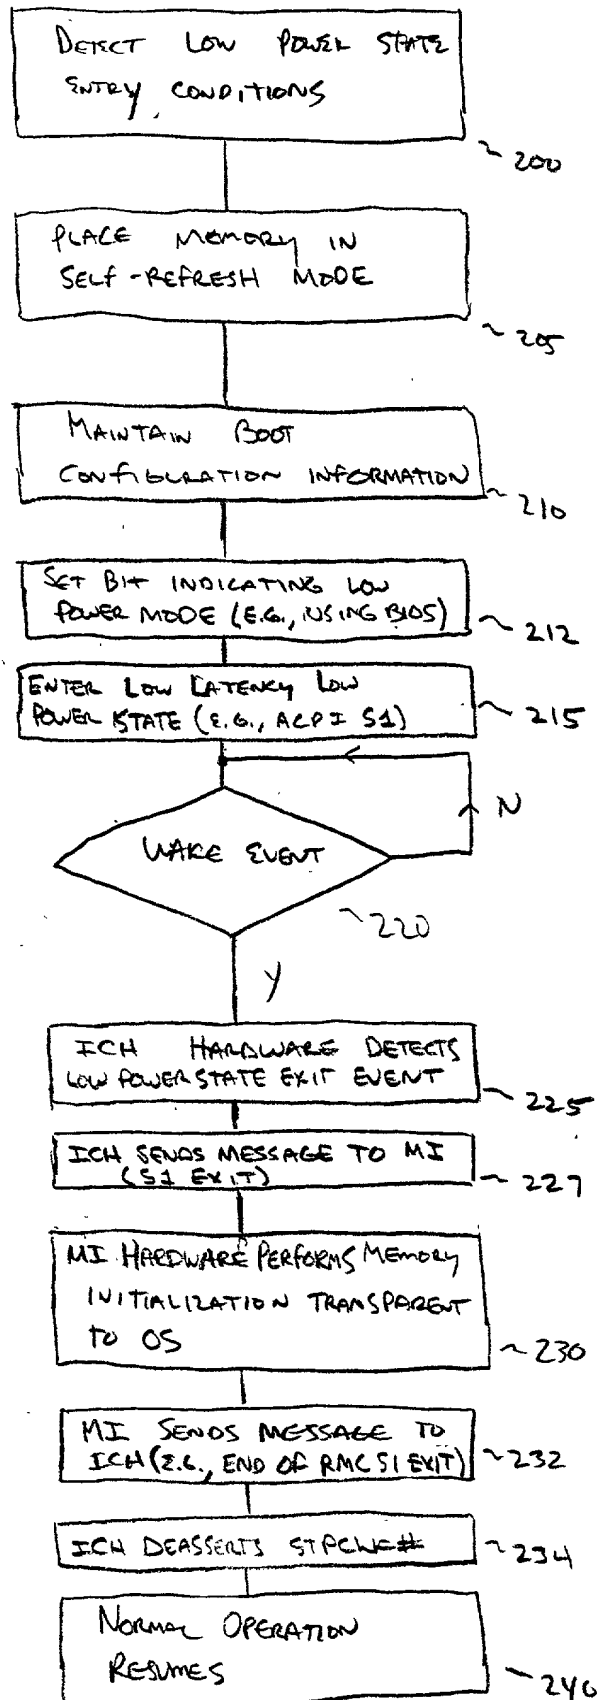 DETECT LOW POWER STATE
ENTRY CONDITIONS
200
PLACE MEMORY IN
SELF-REFRESH MODE
205
MAINTAIN BOOT
CONFIGURATION INFORMATION
210
SET BIT INDICATING LOW
POWER MODE (E.G., USING BIOS)
212
ENTER LOW LATENCY LOW
POWER STATE (E.G., ACPI S1)
215
N
WAKE EVENT
220
Y
ICH HARDWARE DETECTS
LOW POWER STATE EXIT EVENT
225
ICH SENDS MESSAGE TO MI
(S1 EXIT)
227
MI HARDWARE PERFORMS MEMORY
INITIALIZATION TRANSPARENT
TO OS
230
MI SENDS MESSAGE TO
ICH (E.G., END OF RMC S1 EXIT)
232
ICH DEASSERTS STPCLK#
234
NORMAL OPERATION
RESUMES
240